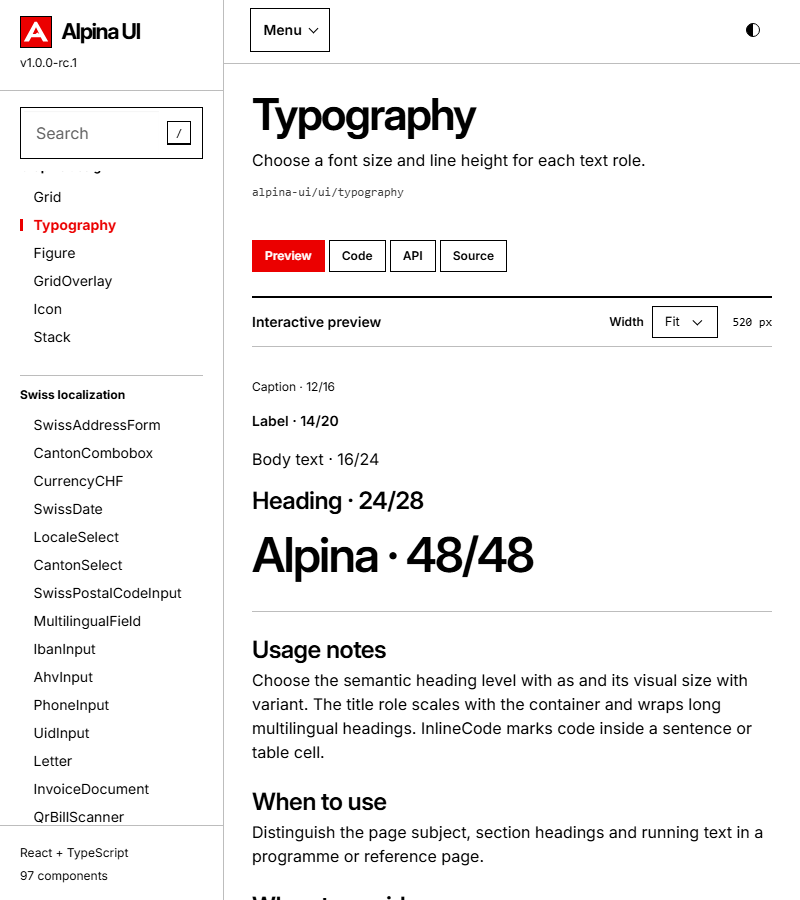 Alpina UI
v1.0.0-rc.1
Search
/
Grid
Typography
Figure
GridOverlay
Icon
Stack
Swiss localization
SwissAddressForm
CantonCombobox
CurrencyCHF
SwissDate
LocaleSelect
CantonSelect
SwissPostalCodeInput
MultilingualField
IbanInput
AhvInput
PhoneInput
UidInput
Letter
InvoiceDocument
QrBillScanner
React + TypeScript
97 components
Menu
Typography
Choose a font size and line height for each text role.
alpina-ui/ui/typography
Preview Code API Source
Interactive preview Width Fit 520 px
Caption · 12/16
Label · 14/20
Body text · 16/24
Heading · 24/28
Alpina · 48/48
Usage notes
Choose the semantic heading level with as and its visual size with
variant. The title role scales with the container and wraps long
multilingual headings. InlineCode marks code inside a sentence or
table cell.
When to use
Distinguish the page subject, section headings and running text in a
programme or reference page.